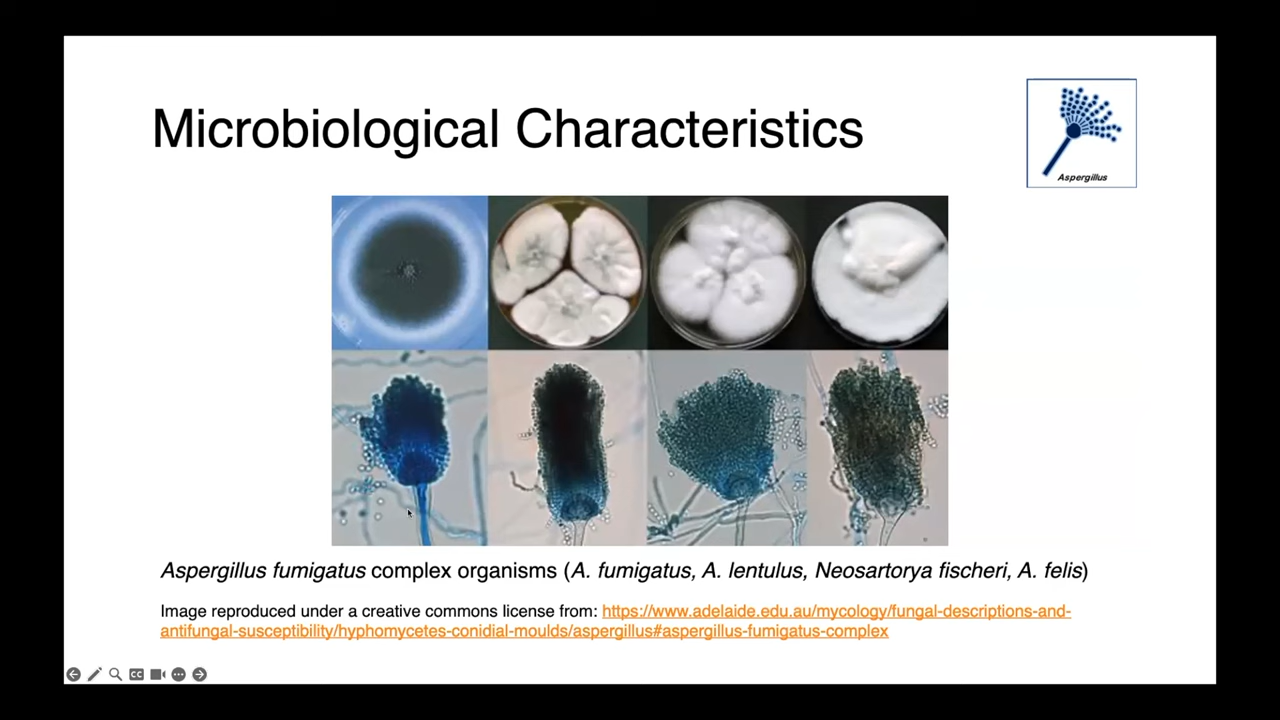 Microbiological Characteristics
Aspergillus
Aspergillus fumigatus complex organisms (A. fumigatus, A. lentulus, Neosartorya fischeri, A. felis)
Image reproduced under a creative commons license from: https://www.adelaide.edu.au/mycology/fungal-descriptions-and-
antifungal-susceptibility/hyphomycetes-conidial-moulds/aspergillus#aspergillus-fumigatus-complex
CC